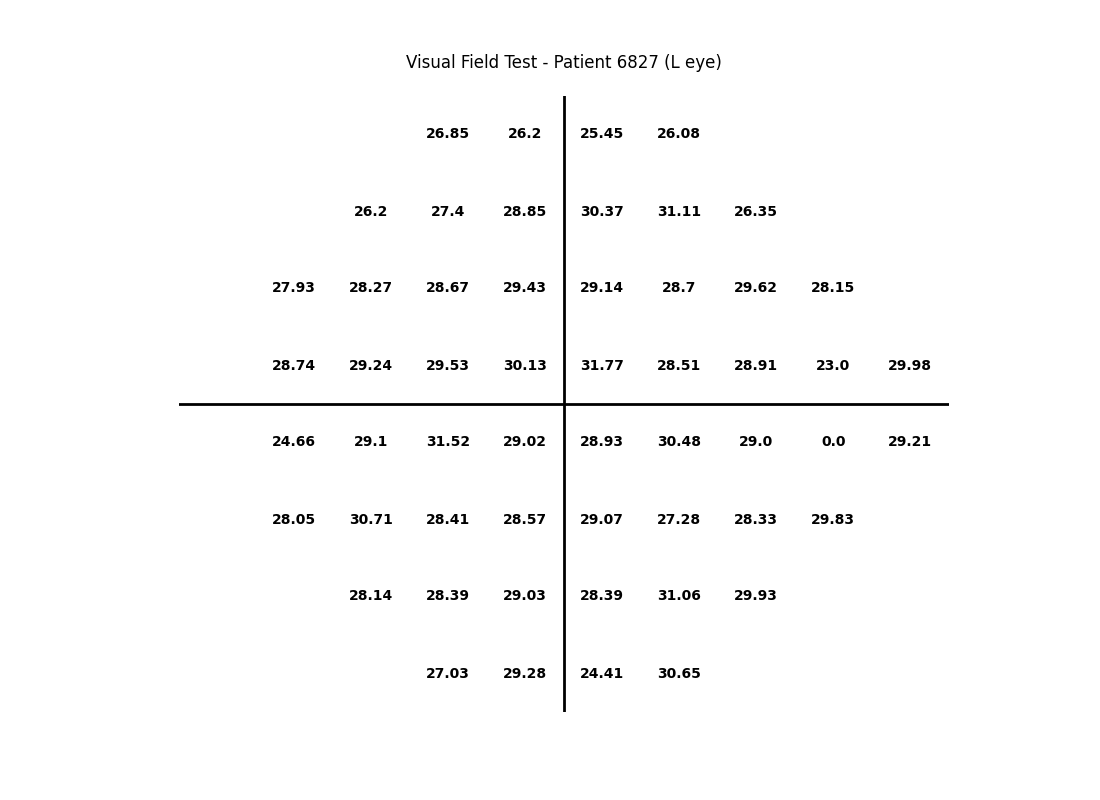 Visual Field Test - Patient 6827 (L eye)
26.85 26.2 25.45 26.08
26.2 27.4 28.85 30.37 31.11 26.35
27.93 28.27 28.67 29.43 29.14 28.7 29.62 28.15
28.74 29.24 29.53 30.13 31.77 28.51 28.91 23.0 29.98
24.66 29.1 31.52 29.02 28.93 30.48 29.0 0.0 29.21
28.05 30.71 28.41 28.57 29.07 27.28 28.33 29.83
28.14 28.39 29.03 28.39 31.06 29.93
27.03 29.28 24.41 30.65